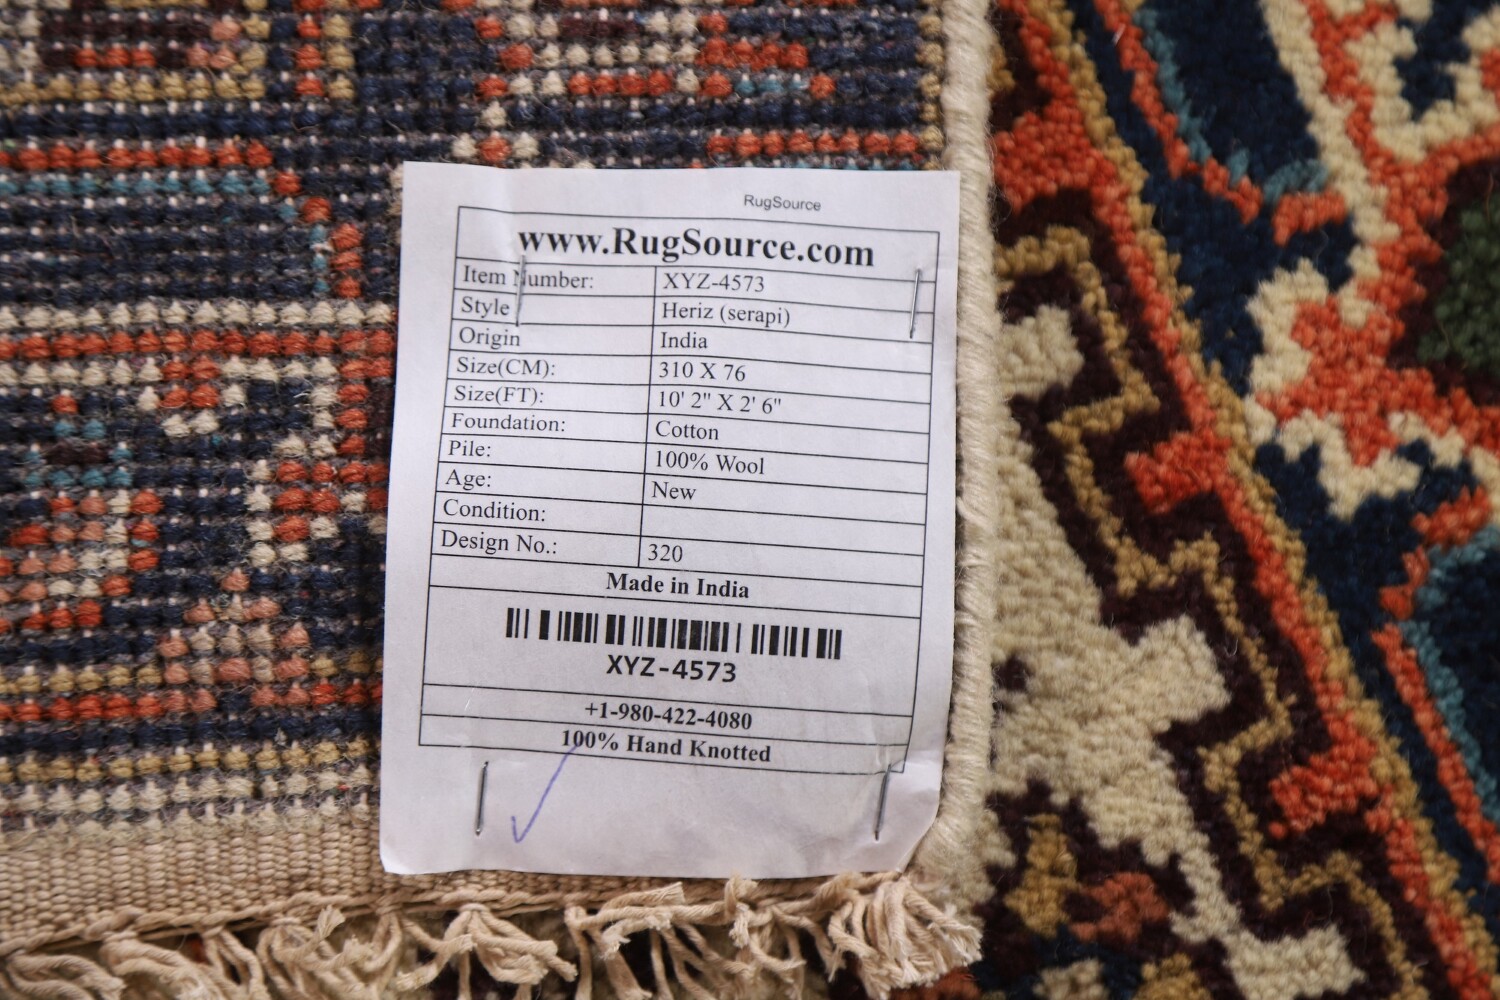 RugSource
www.RugSource.com
Item Number: XYZ-4573
Style Heriz (serapi)
Origin India
Size(CM): 310 X 76
Size(FT): 10' 2" X 2' 6"
Foundation: Cotton
Pile: 100% Wool
Age: New
Condition:
Design No.: 320
Made in India
XYZ-4573
+1-980-422-4080
100% Hand Knotted